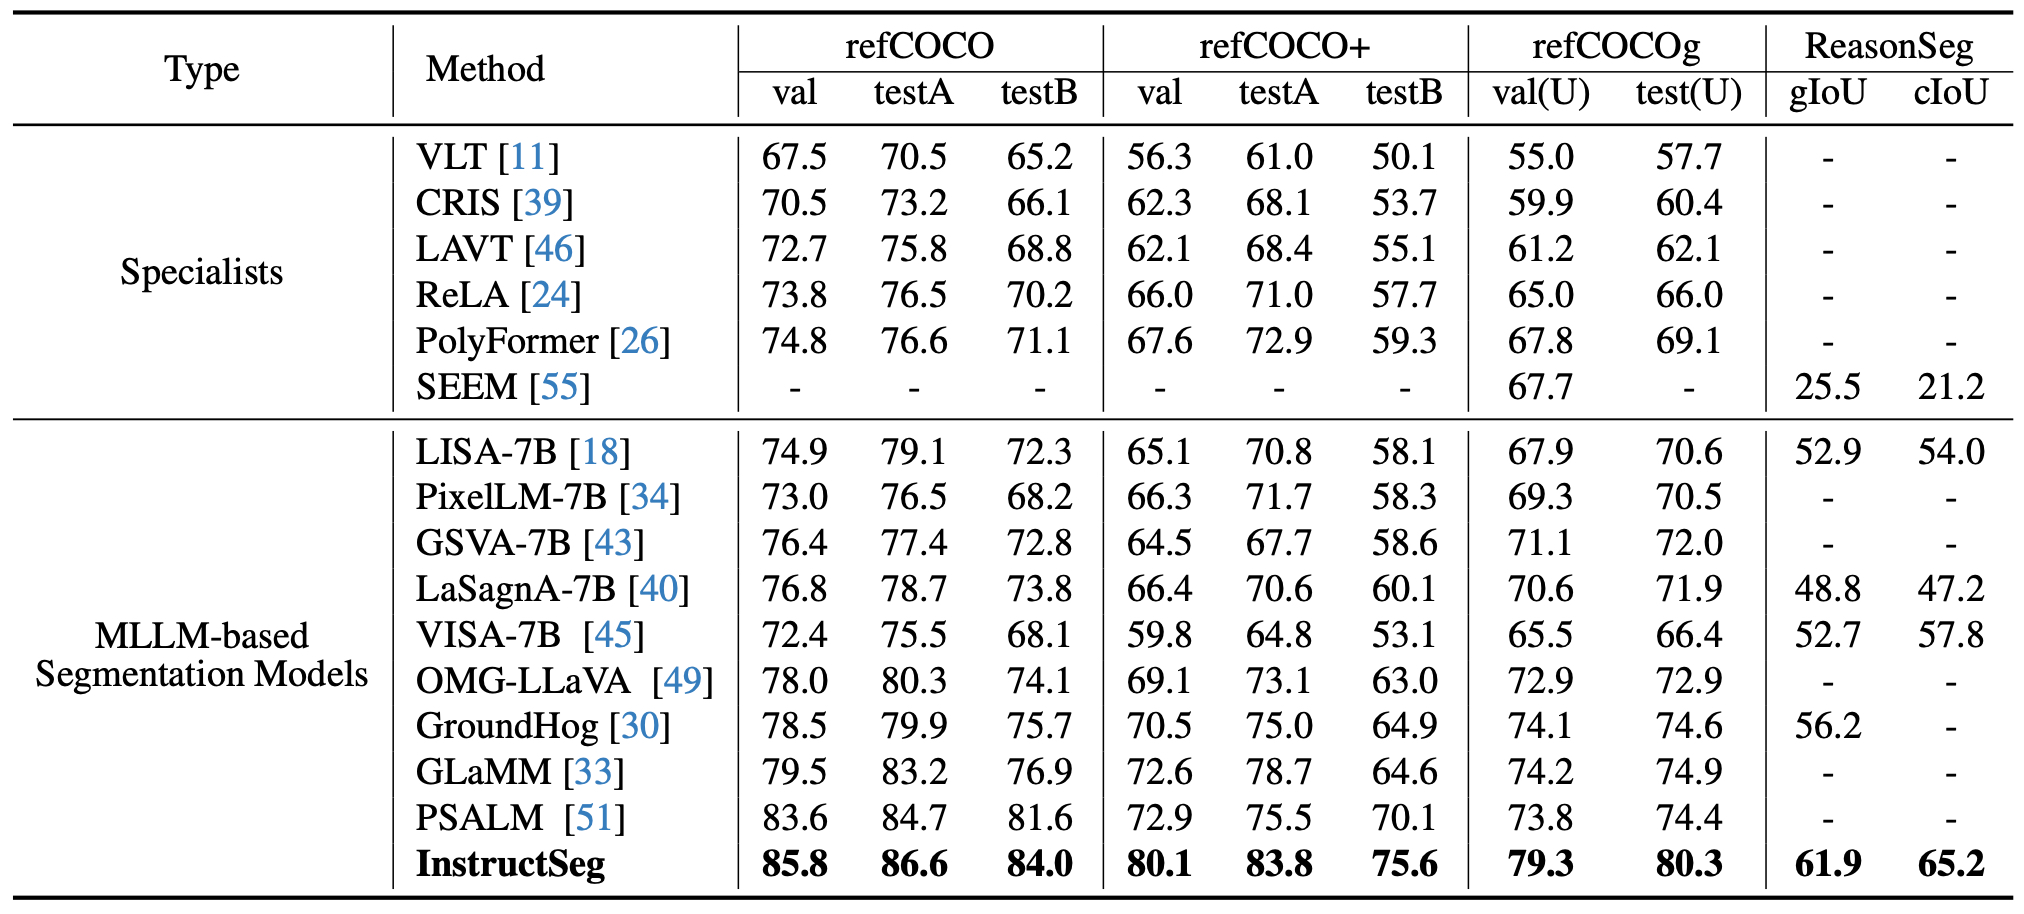 Type Method refCOCO refCOCO+ refCOCOg ReasonSeg
val testA testB val testA testB val(U) test(U) gIoU cIoU
Specialists
VLT [11] 67.5 70.5 65.2 56.3 61.0 50.1 55.0 57.7 - -
CRIS [39] 70.5 73.2 66.1 62.3 68.1 53.7 59.9 60.4 - -
LAVT [46] 72.7 75.8 68.8 62.1 68.4 55.1 61.2 62.1 - -
ReLA [24] 73.8 76.5 70.2 66.0 71.0 57.7 65.0 66.0 - -
PolyFormer [26] 74.8 76.6 71.1 67.6 72.9 59.3 67.8 69.1 - -
SEEM [55] - - - - - - 67.7 - 25.5 21.2
MLLM-based
Segmentation Models
LISA-7B [18] 74.9 79.1 72.3 65.1 70.8 58.1 67.9 70.6 52.9 54.0
PixelLM-7B [34] 73.0 76.5 68.2 66.3 71.7 58.3 69.3 70.5 - -
GSVA-7B [43] 76.4 77.4 72.8 64.5 67.7 58.6 71.1 72.0 - -
LaSagnA-7B [40] 76.8 78.7 73.8 66.4 70.6 60.1 70.6 71.9 48.8 47.2
VISA-7B [45] 72.4 75.5 68.1 59.8 64.8 53.1 65.5 66.4 52.7 57.8
OMG-LLaVA [49] 78.0 80.3 74.1 69.1 73.1 63.0 72.9 72.9 - -
GroundHog [30] 78.5 79.9 75.7 70.5 75.0 64.9 74.1 74.6 56.2 -
GLaMM [33] 79.5 83.2 76.9 72.6 78.7 64.6 74.2 74.9 - -
PSALM [51] 83.6 84.7 81.6 72.9 75.5 70.1 73.8 74.4 - -
InstructSeg 85.8 86.6 84.0 80.1 83.8 75.6 79.3 80.3 61.9 65.2